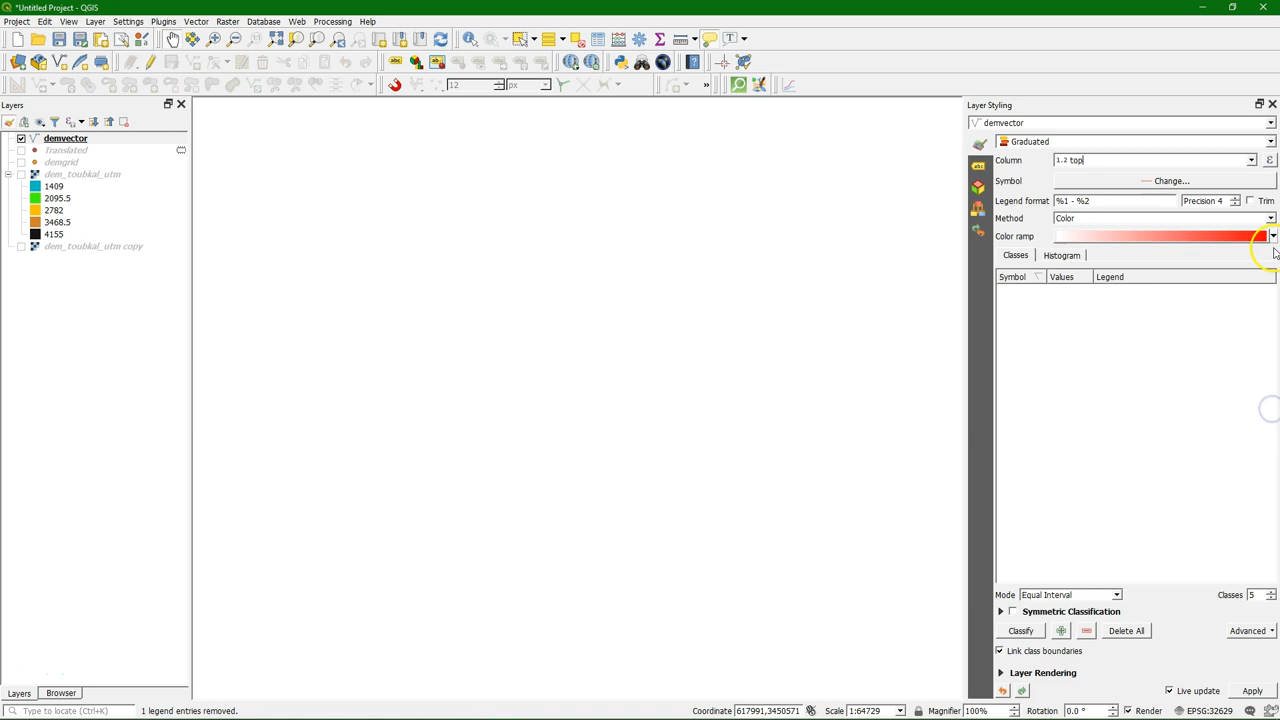 *Untitled Project - QGIS
Project Edit View Layer Settings Plugins Vector Raster Database Web Processing Help
12 px »
Layers
Layer Styling
demvector
demvector
Graduated
Translated
Column 1.2 top ε
demgrid
dem_toubkal_utm
Symbol Change...
1409
2095.5
Legend format %1 - %2 Precision 4 Trim
2782
Method Color
3468.5
4155
Color ramp
dem_toubkal_utm copy
Classes Histogram
Symbol Values Legend
Mode Equal Interval Classes 5
Symmetric Classification
Classify Delete All Advanced
Link class boundaries
Layer Rendering
Layers Browser
Live update Apply
Type to locate (Ctrl+K) 1 legend entries removed. Coordinate 617991,3450571 Scale 1:64729 Magnifier 100% Rotation 0.0 ° Render EPSG:32629